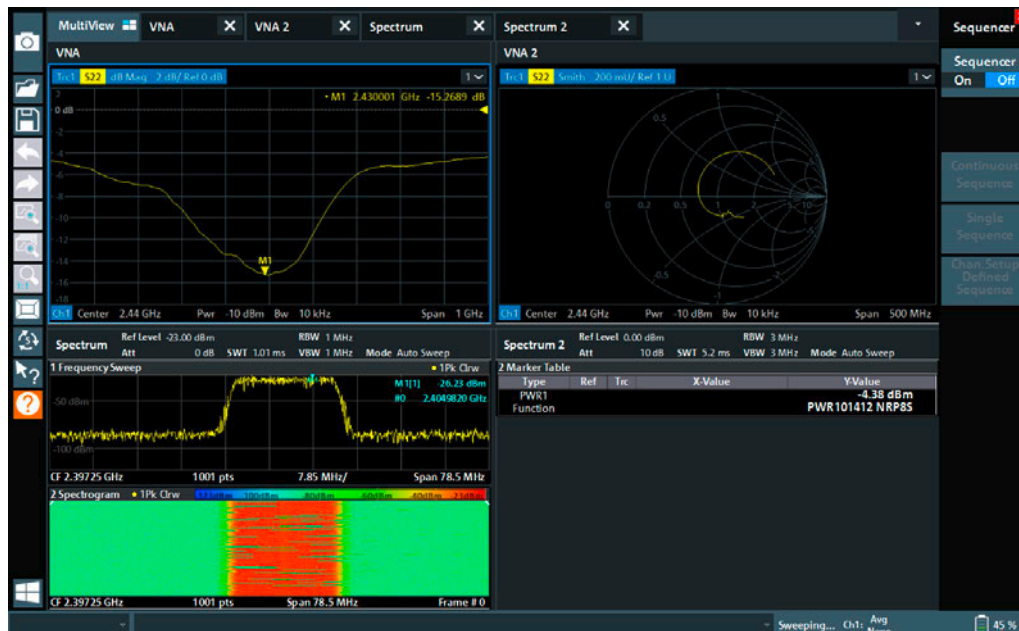 MultiView VNA VNA 2 Spectrum Spectrum 2
Sequencer
VNA
VNA 2
Sequencer
On Off
Trc1 S22 dB Mag 2 dB/ Ref 0 dB 1
Trc1 S22 Smith 200 mU/ Ref 1 U 1
2
M1 2.430001 GHz -15.2689 dB
0 dB
-2
-4
-6
-8
-10
-12
-14
-16
-18
M1
1
0.5
2
5
0 0.2 0.5 1 2 5
-5
-0.5
-2
-1
Continuous
Sequence
Single
Sequence
Chan.Setup
Defined
Sequence
1:1
Ch1 Center 2.44 GHz Pwr -10 dBm Bw 10 kHz Span 1 GHz
Ch1 Center 2.44 GHz Pwr -10 dBm Bw 10 kHz Span 500 MHz
Spectrum
Ref Level -23.00 dBm RBW 1 MHz
Att 0 dB SWT 1.01 ms VBW 1 MHz Mode Auto Sweep
Spectrum 2
Ref Level 0.00 dBm RBW 3 MHz
Att 10 dB SWT 5.2 ms VBW 3 MHz Mode Auto Sweep
1 Frequency Sweep 1Pk Clrw
M1[1] -26.23 dBm
#0 2.4049820 GHz
-50 dBm
-100 dBm
CF 2.39725 GHz 1001 pts 7.85 MHz/ Span 78.5 MHz
2 Marker Table
Type Ref Trc X-Value Y-Value
PWR1 -4.38 dBm
Function PWR101412 NRP8S
2 Spectrogram 1Pk Clrw -100dBm -80dBm -60dBm -40dBm
CF 2.39725 GHz 1001 pts Span 78.5 MHz Frame # 0
Sweeping... Ch1: Avg
45 %